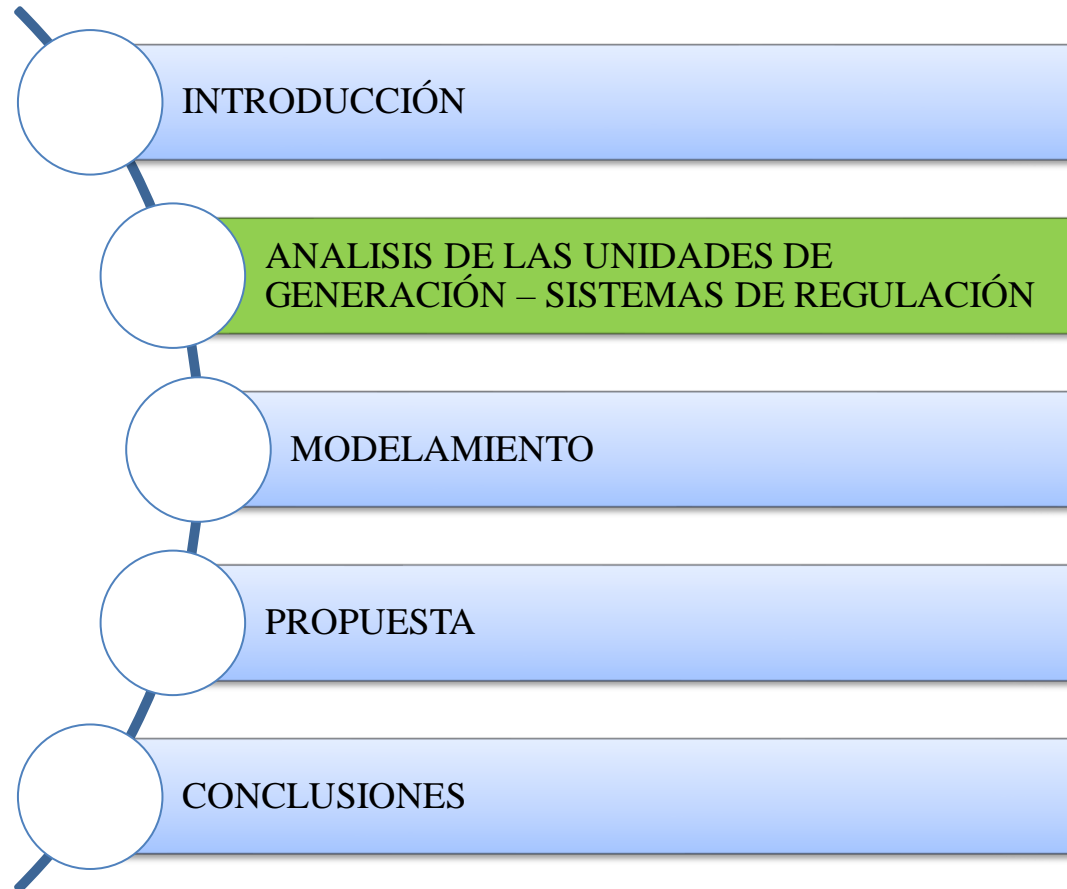 INTRODUCCIÓN
ANALISIS DE LAS UNIDADES DE
GENERACIÓN – SISTEMAS DE REGULACIÓN
MODELAMIENTO
PROPUESTA
CONCLUSIONES